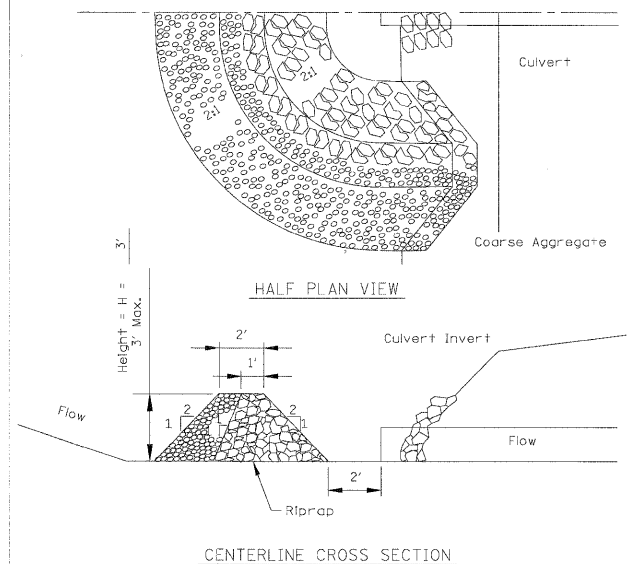 2:1
2:1
Culvert
Coarse Aggregate
3'
HALF PLAN VIEW
Height = H =
3' Max.
2'
1'
Culvert Invert
Flow
2
1
2
1
Flow
2'
Riprap
CENTERLINE CROSS SECTION